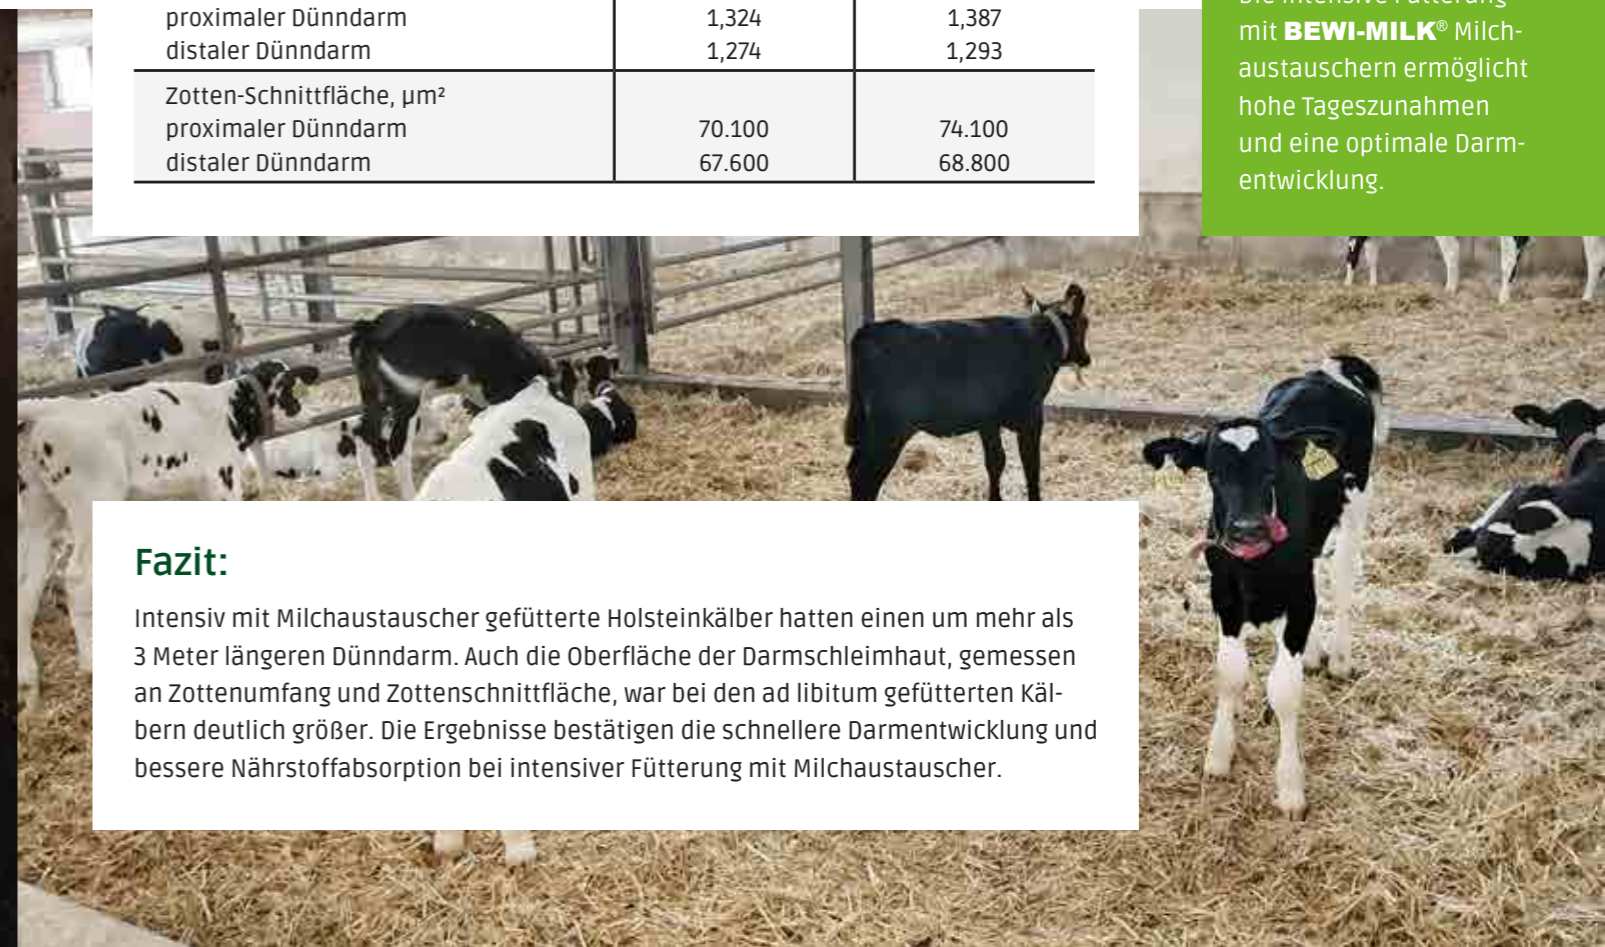 proximaler Dünndarm 1,324 1,387
distaler Dünndarm 1,274 1,293
Zotten-Schnittfläche, µm²
proximaler Dünndarm 70.100 74.100
distaler Dünndarm 67.600 68.800
Die intensive Fütterung
mit BEWI-MILK® Milch-
austauschern ermöglicht
hohe Tageszunahmen
und eine optimale Darm-
entwicklung.
Fazit:
Intensiv mit Milchaustauscher gefütterte Holsteinkälber hatten einen um mehr als
3 Meter längeren Dünndarm. Auch die Oberfläche der Darmschleimhaut, gemessen
an Zottenumfang und Zottenschnittfläche, war bei den ad libitum gefütterten Käl-
bern deutlich größer. Die Ergebnisse bestätigen die schnellere Darmentwicklung und
bessere Nährstoffabsorption bei intensiver Fütterung mit Milchaustauscher.